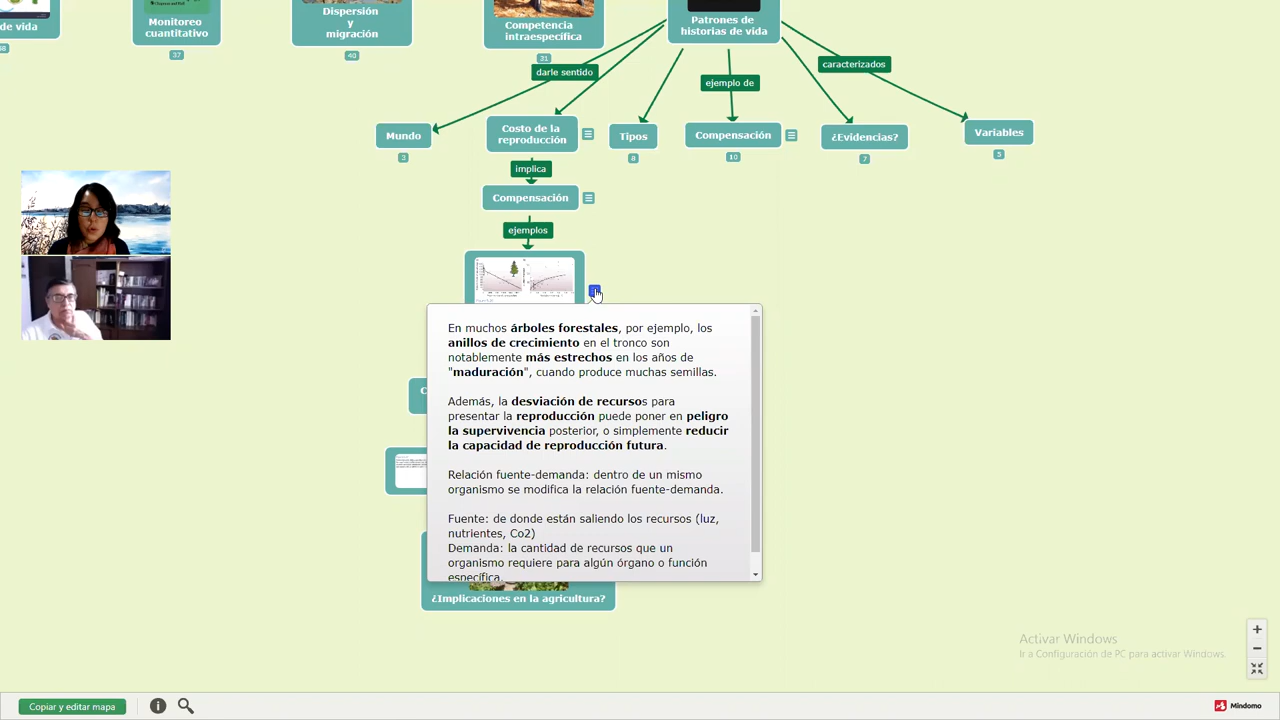 de vida
38
Monitoreo
cuantitativo
37
Dispersión
y
migración
40
Competencia
intraespecífica
31
Patrones de
historias de vida
darle sentido
ejemplo de
caracterizados
Mundo
3
Costo de la
reproducción
Tipos
8
Compensación
10
¿Evidencias?
7
Variables
5
implica
Compensación
ejemplos
En muchos árboles forestales, por ejemplo, los
anillos de crecimiento en el tronco son
notablemente más estrechos en los años de
"maduración", cuando produce muchas semillas.
Además, la desviación de recursos para
presentar la reproducción puede poner en peligro
la supervivencia posterior, o simplemente reducir
la capacidad de reproducción futura.
Relación fuente-demanda: dentro de un mismo
organismo se modifica la relación fuente-demanda.
Fuente: de donde están saliendo los recursos (luz,
nutrientes, Co2)
Demanda: la cantidad de recursos que un
organismo requiere para algún órgano o función
específica.
C
¿Implicaciones en la agricultura?
Activar Windows
Ir a Configuración de PC para activar Windows.
Copiar y editar mapa
Mindomo